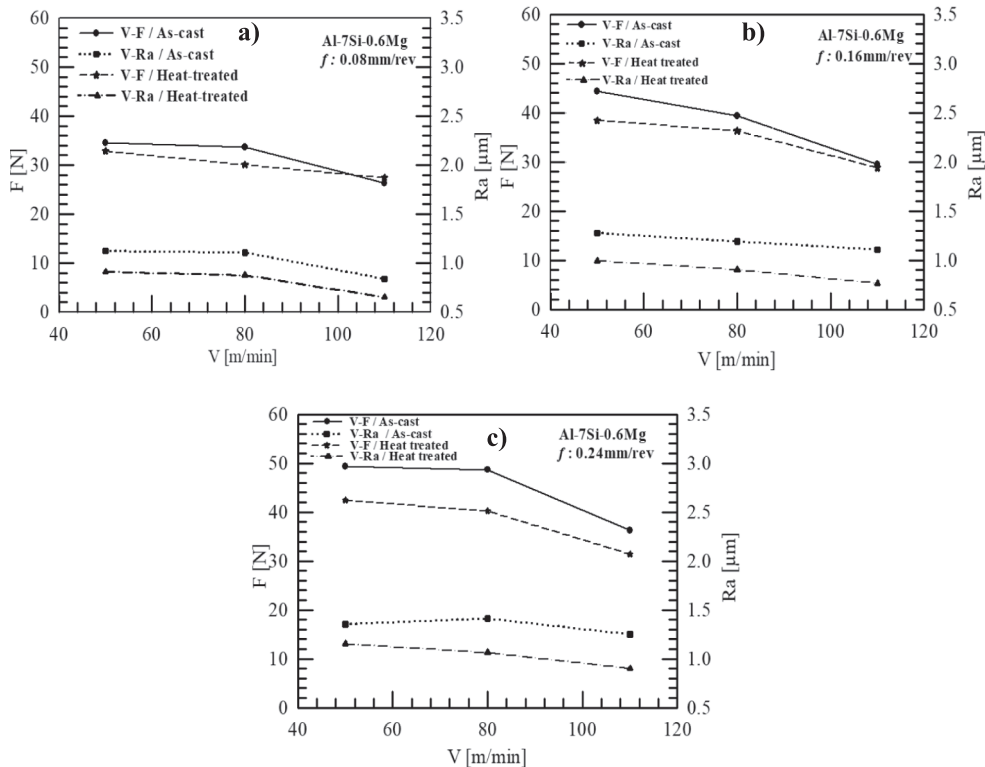 a)
V-F / As-cast
V-Ra / As-cast
V-F / Heat-treated
V-Ra / Heat-treated
Al-7Si-0.6Mg
f : 0.08mm/rev
60
50
40
30
20
10
0
F [N]
3.5
3.0
2.5
2.0
1.5
1.0
0.5
Ra [µm]
40 60 80 100 120
V [m/min]
b)
V-F / As-cast
V-Ra / As-cast
V-F / Heat treated
V-Ra / Heat treated
Al-7Si-0.6Mg
f : 0.16mm/rev
60
50
40
30
20
10
0
F [N]
3.5
3.0
2.5
2.0
1.5
1.0
0.5
Ra [µm]
40 60 80 100 120
V [m/min]
c)
V-F / As-cast
V-Ra / As-cast
V-F / Heat treated
V-Ra / Heat treated
Al-7Si-0.6Mg
f : 0.24mm/rev
60
50
40
30
20
10
0
F [N]
3.5
3.0
2.5
2.0
1.5
1.0
0.5
Ra [µm]
40 60 80 100 120
V [m/min]